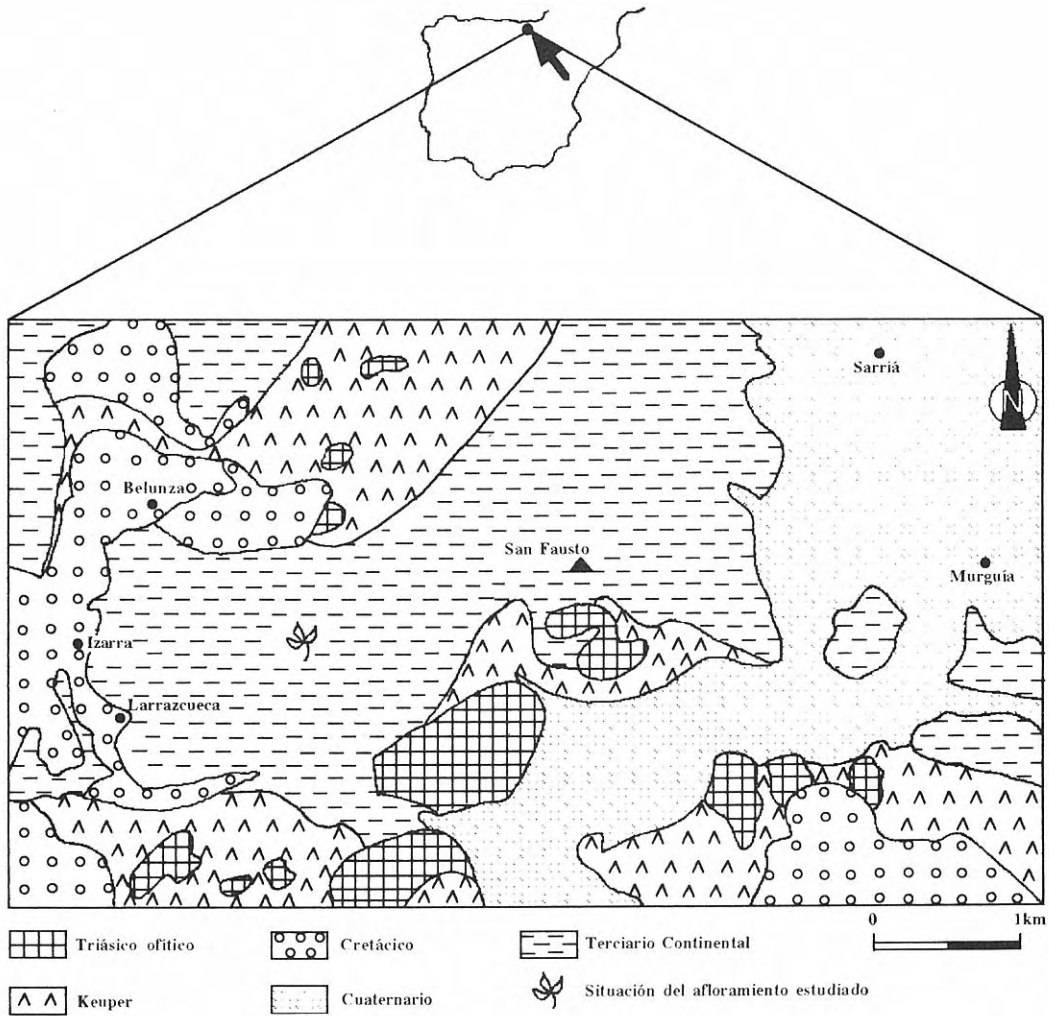 Sarriá
N
Belunza
San Fausto
Murguía
Izarra
Larrazcueca
0 1km
Triásico ofítico
Cretácico
Terciario Continental
Keuper
Cuaternario
Situación del afloramiento estudiado